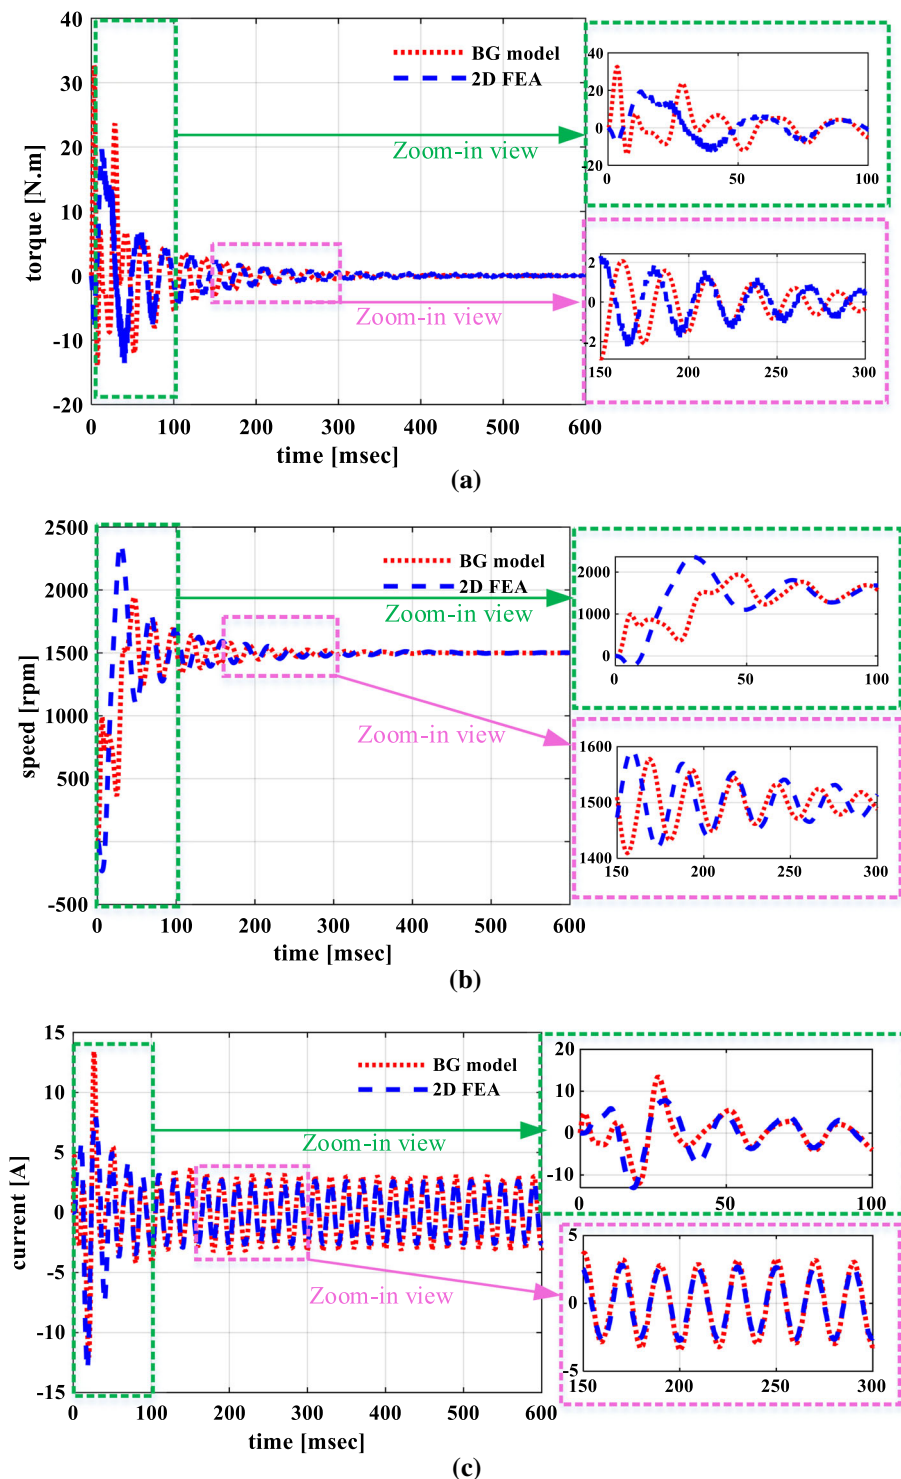 40
30
20
10
0
-10
-20
torque [N.m]
BG model
2D FEA
Zoom-in view
Zoom-in view
0 100 200 300 400 500 600
time [msec]
40
20
0
-20
0 50 100
2
0
-2
150 200 250 300
(a)
2500
2000
1500
1000
500
0
-500
speed [rpm]
BG model
2D FEA
Zoom-in view
Zoom-in view
0 100 200 300 400 500 600
time [msec]
2000
1000
0
0 50 100
1600
1500
1400
150 200 250 300
(b)
15
10
5
0
-5
-10
-15
current [A]
BG model
2D FEA
Zoom-in view
Zoom-in view
0 100 200 300 400 500 600
time [msec]
20
10
0
-10
0 50 100
5
0
-5
150 200 250 300
(c)